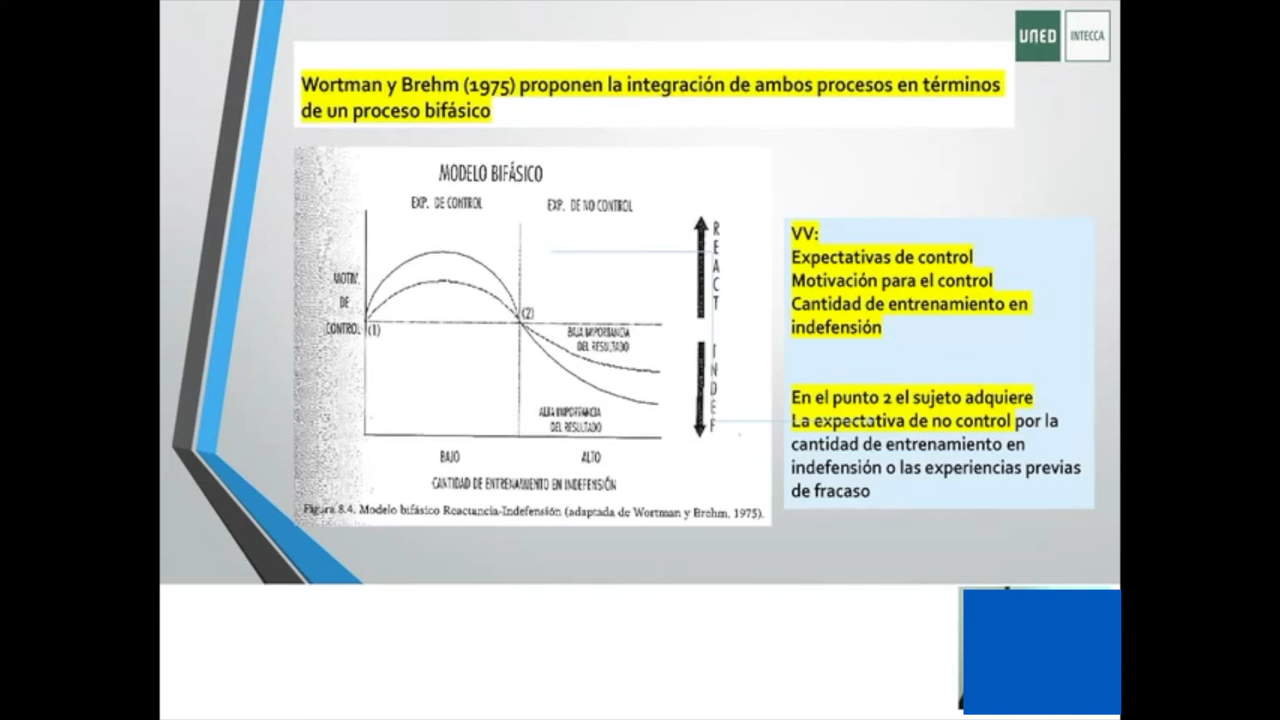 UNED
INTECCA
Wortman y Brehm (1975) proponen la integración de ambos procesos en términos
de un proceso bifásico
MODELO BIFÁSICO
EXP. DE CONTROL
EXP. DE NO CONTROL
MOTIV.
DE
CONTROL
(1)
(2)
BAJA IMPORTANCIA
DEL RESULTADO
ALTA IMPORTANCIA
DEL RESULTADO
REACT
INDEF
BAJO
ALTO
CANTIDAD DE ENTRENAMIENTO EN INDEFENSIÓN
Figura 8.4. Modelo bifásico Reactancia-Indefensión (adaptada de Wortman y Brehm, 1975).
VV:
Expectativas de control
Motivación para el control
Cantidad de entrenamiento en
indefensión
En el punto 2 el sujeto adquiere
La expectativa de no control por la
cantidad de entrenamiento en
indefensión o las experiencias previas
de fracaso